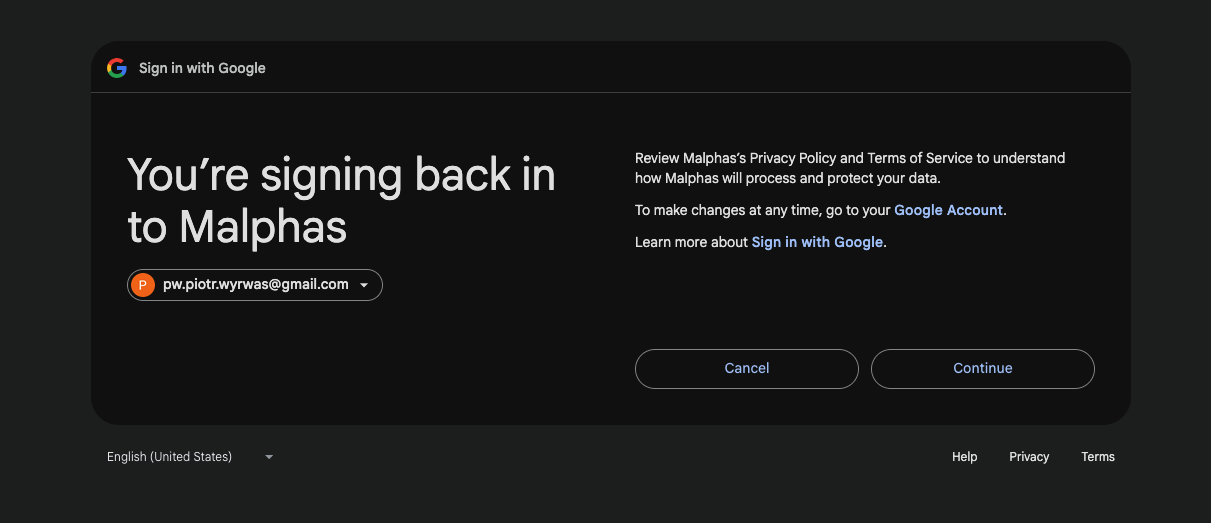 Sign in with Google
You’re signing back in
to Malphas
P pw.piotr.wyrwas@gmail.com
Review Malphas’s Privacy Policy and Terms of Service to understand
how Malphas will process and protect your data.
To make changes at any time, go to your Google Account.
Learn more about Sign in with Google.
Cancel
Continue
English (United States)
Help
Privacy
Terms